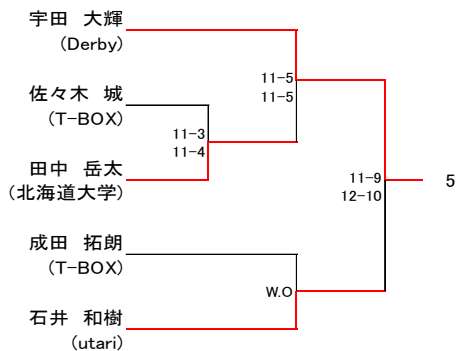 宇田 大輝
(Derby)
11-5
11-5
佐々木 城
(T-BOX)
11-3
11-4
田中 岳太
(北海道大学)
11-9
12-10
5
成田 拓朗
(T-BOX)
W.O
石井 和樹
(utari)